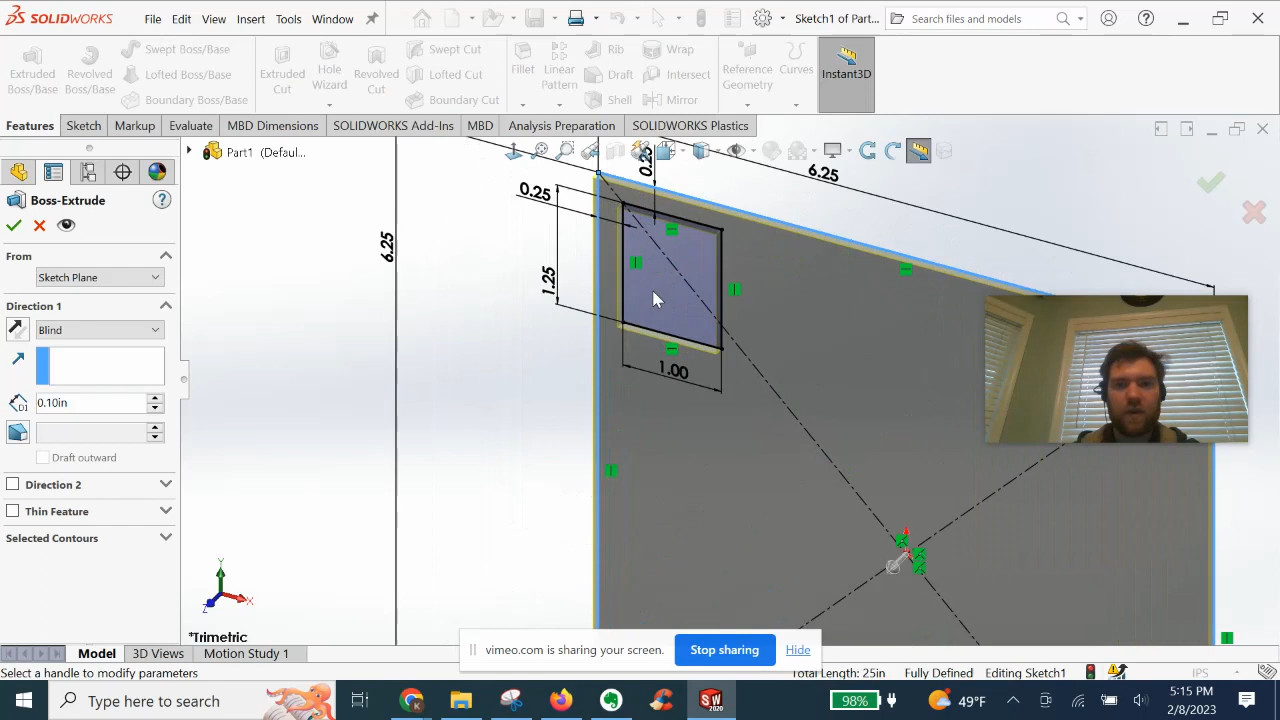 SOLIDWORKS File Edit View Insert Tools Window Sketch1 of Part... Search files and models
Extruded Boss/Base Revolved Boss/Base Swept Boss/Base Lofted Boss/Base Boundary Boss/Base Extruded Cut Hole Wizard Revolved Cut Swept Cut Lofted Cut Boundary Cut Fillet Linear Pattern Rib Draft Shell Wrap Intersect Mirror Reference Geometry Curves Instant3D
Features Sketch Markup Evaluate MBD Dimensions SOLIDWORKS Add-Ins MBD Analysis Preparation SOLIDWORKS Plastics
Part1 (Defaul...
Boss-Extrude
From
Sketch Plane
Direction 1
Blind
D1 0.10in
Draft outward
Direction 2
Thin Feature
Selected Contours
0.25
6.25
0.25
6.25
1.25
1.00
Y
X
Z
*Trimetric
vimeo.com is sharing your screen. Stop sharing Hide
Model 3D Views Motion Study 1
Select a handle to modify parameters Total Length: 25in Fully Defined Editing Sketch1 IPS
Type here to search SW 2020 98% 49°F 5:15 PM
2/8/2023